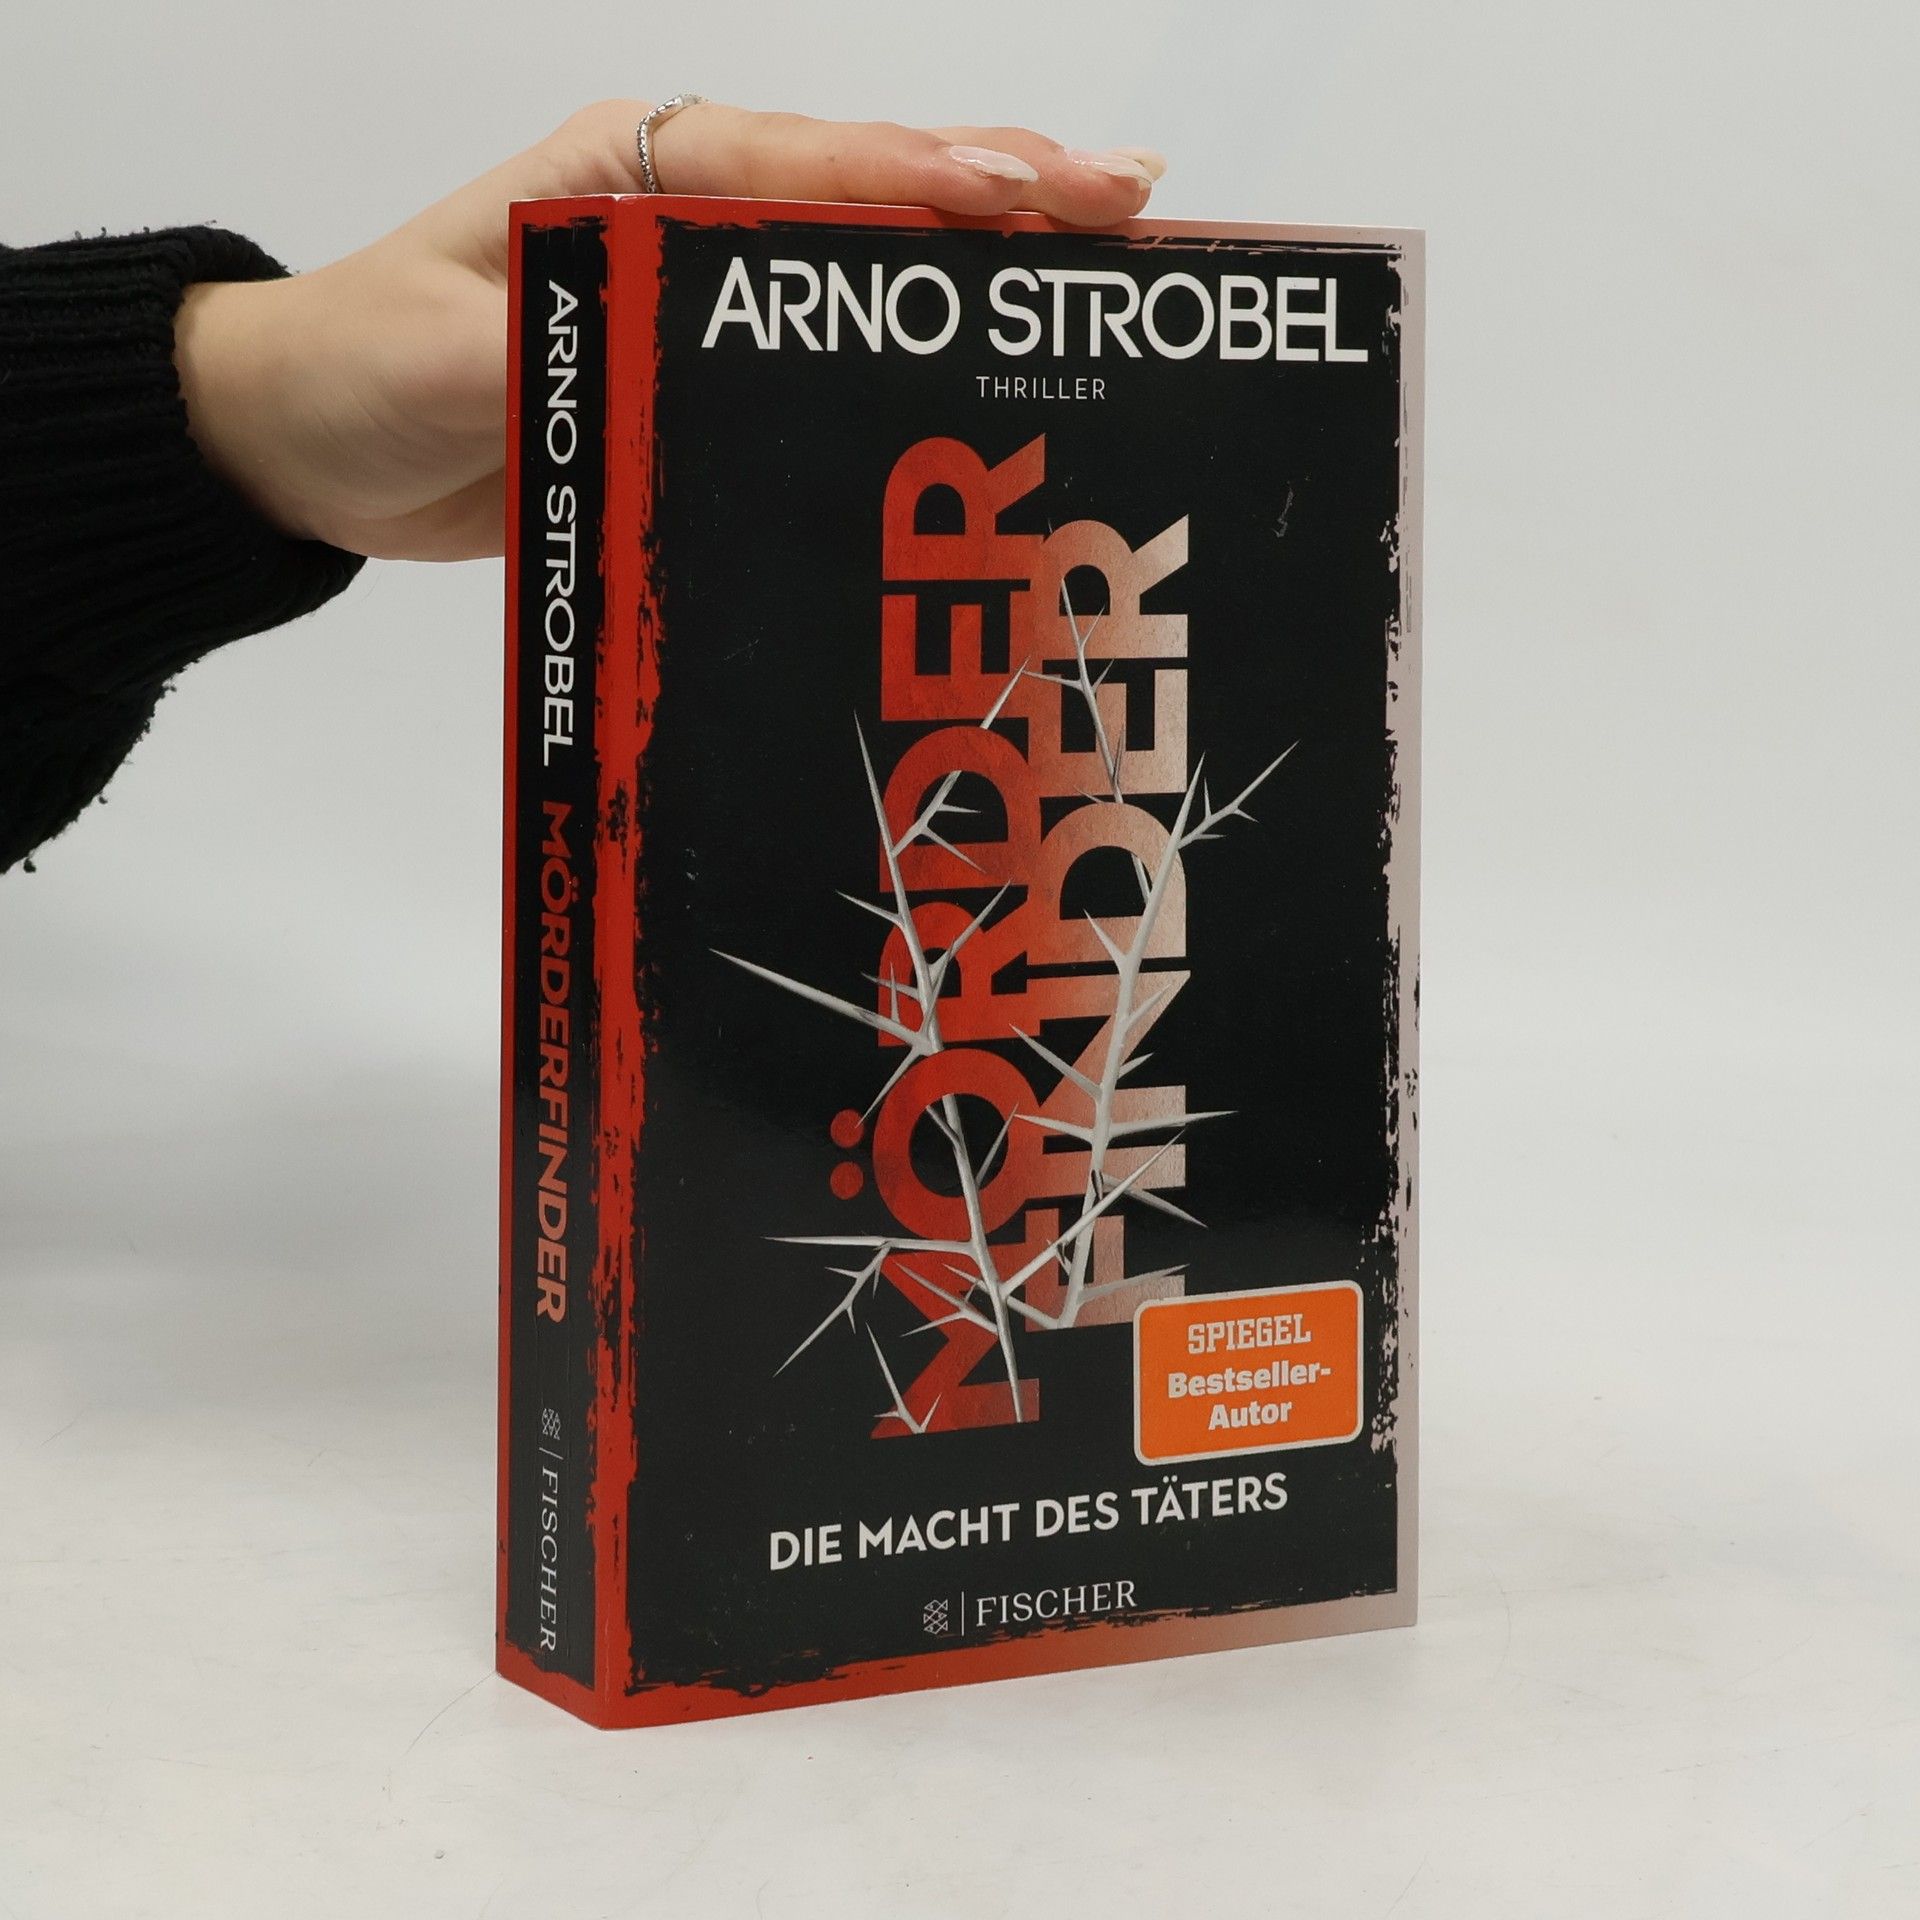 ARNO STROBEL MÖRDERFINDER
FISCHER
ARNO STROBEL
THRILLER
MÖRDER
FINDER
SPIEGEL
Bestseller-
Autor
DIE MACHT DES TÄTERS
FISCHER